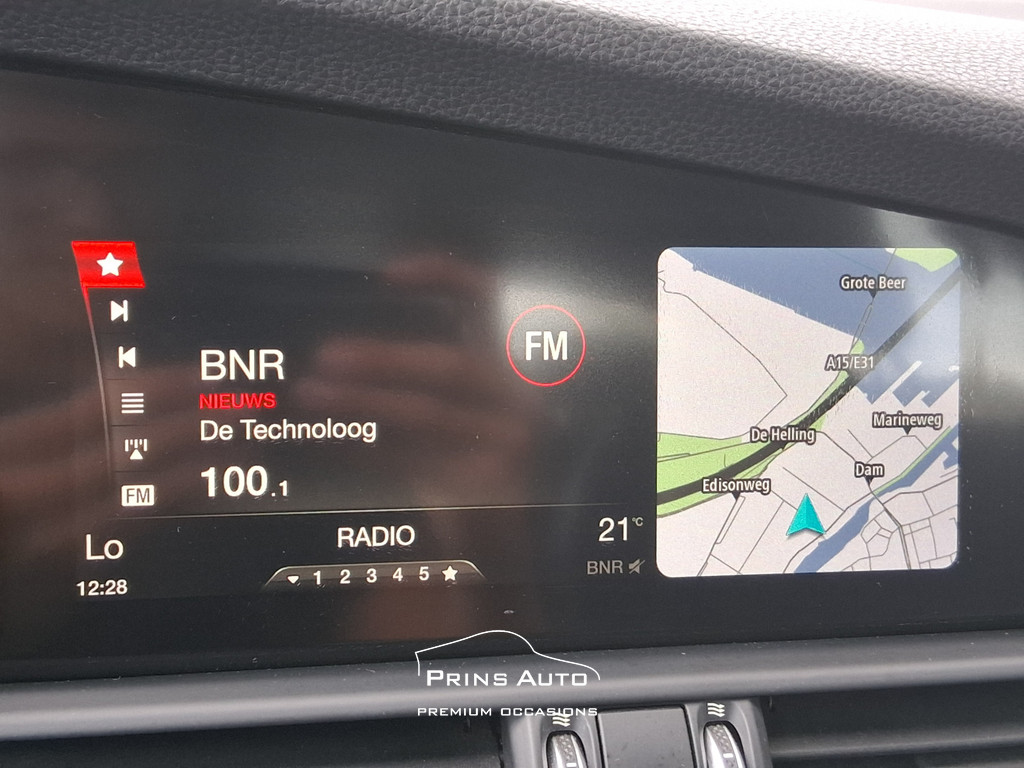 BNR
NIEUWS
De Technoloog
100.1
FM
FM
Lo
12:28
RADIO
1 2 3 4 5
21°C
BNR
Grote Beer
A15/E31
Marineweg
De Helling
Dam
Edisonweg
PRINS AUTO
PREMIUM OCCASIONS